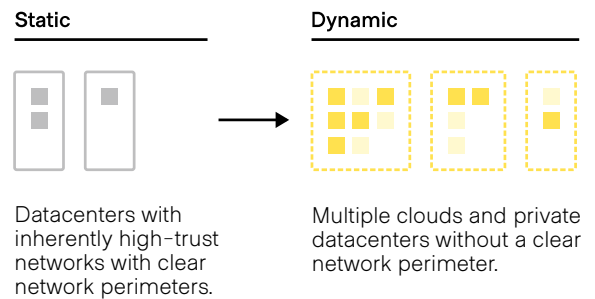 Static
Dynamic
Datacenters with
inherently high-trust
networks with clear
network perimeters.
Multiple clouds and private
datacenters without a clear
network perimeter.